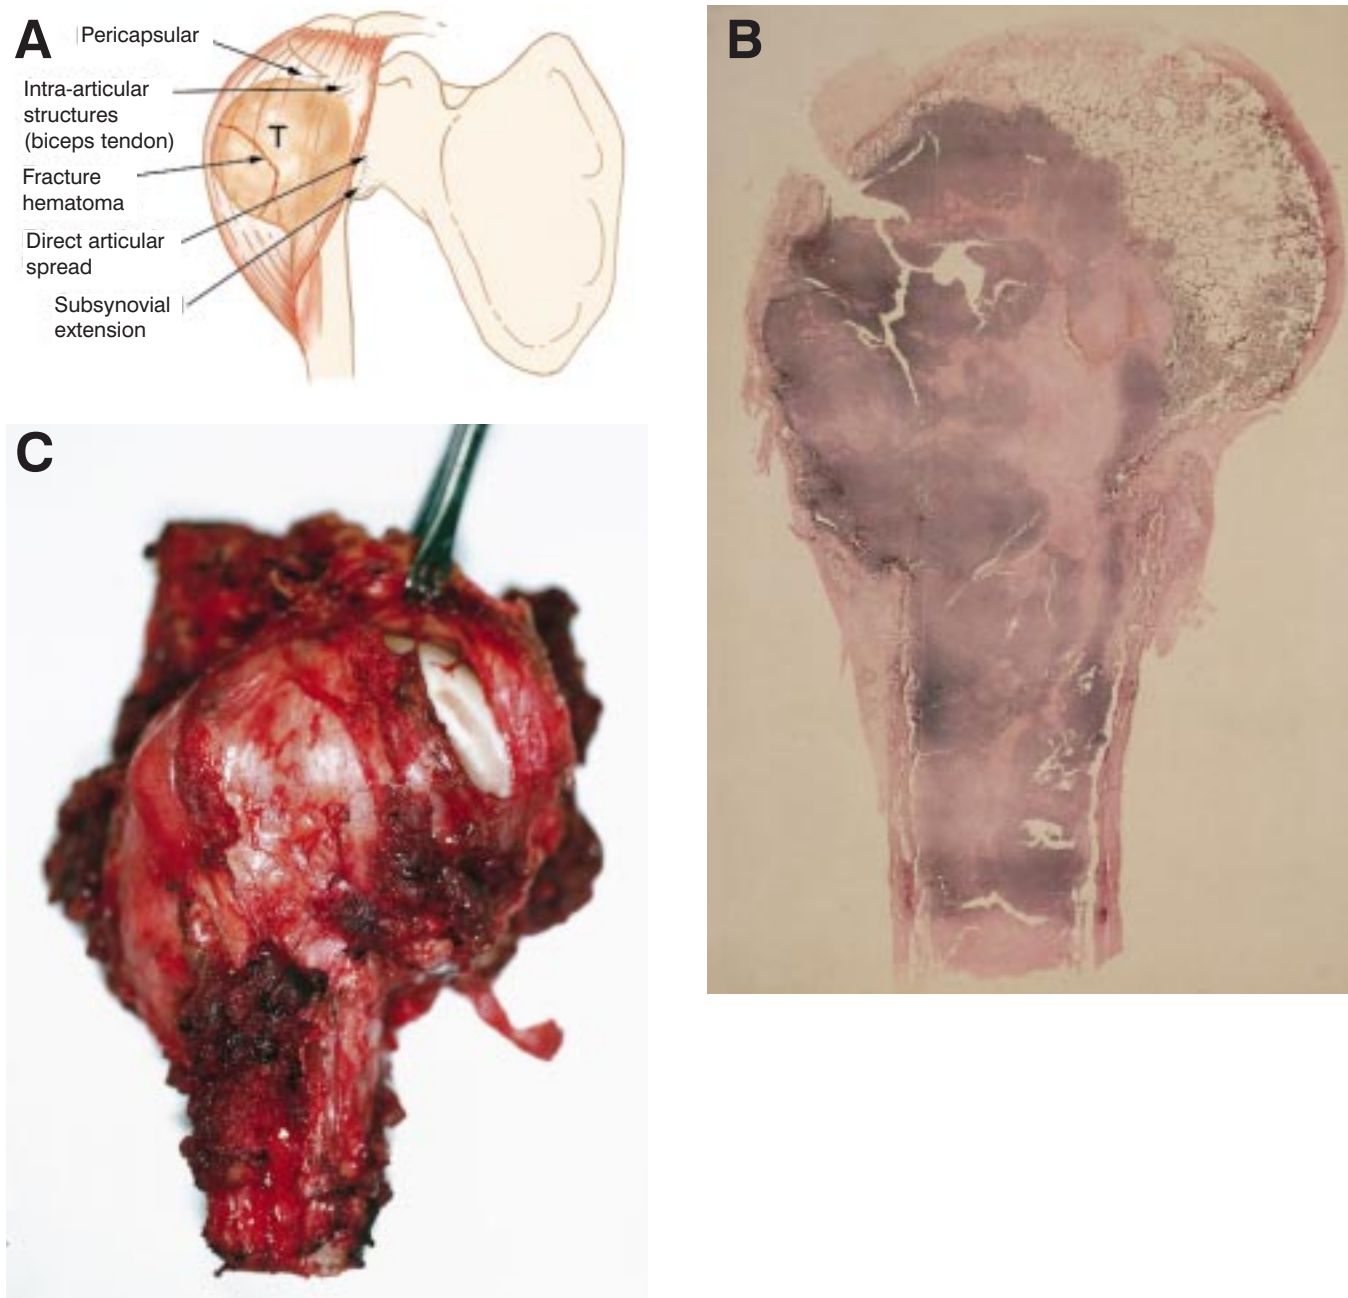 A
Pericapsular
Intra-articular
structures
(biceps tendon)
Fracture
hematoma
Direct articular
spread
Subsynovial
extension
T
B
C